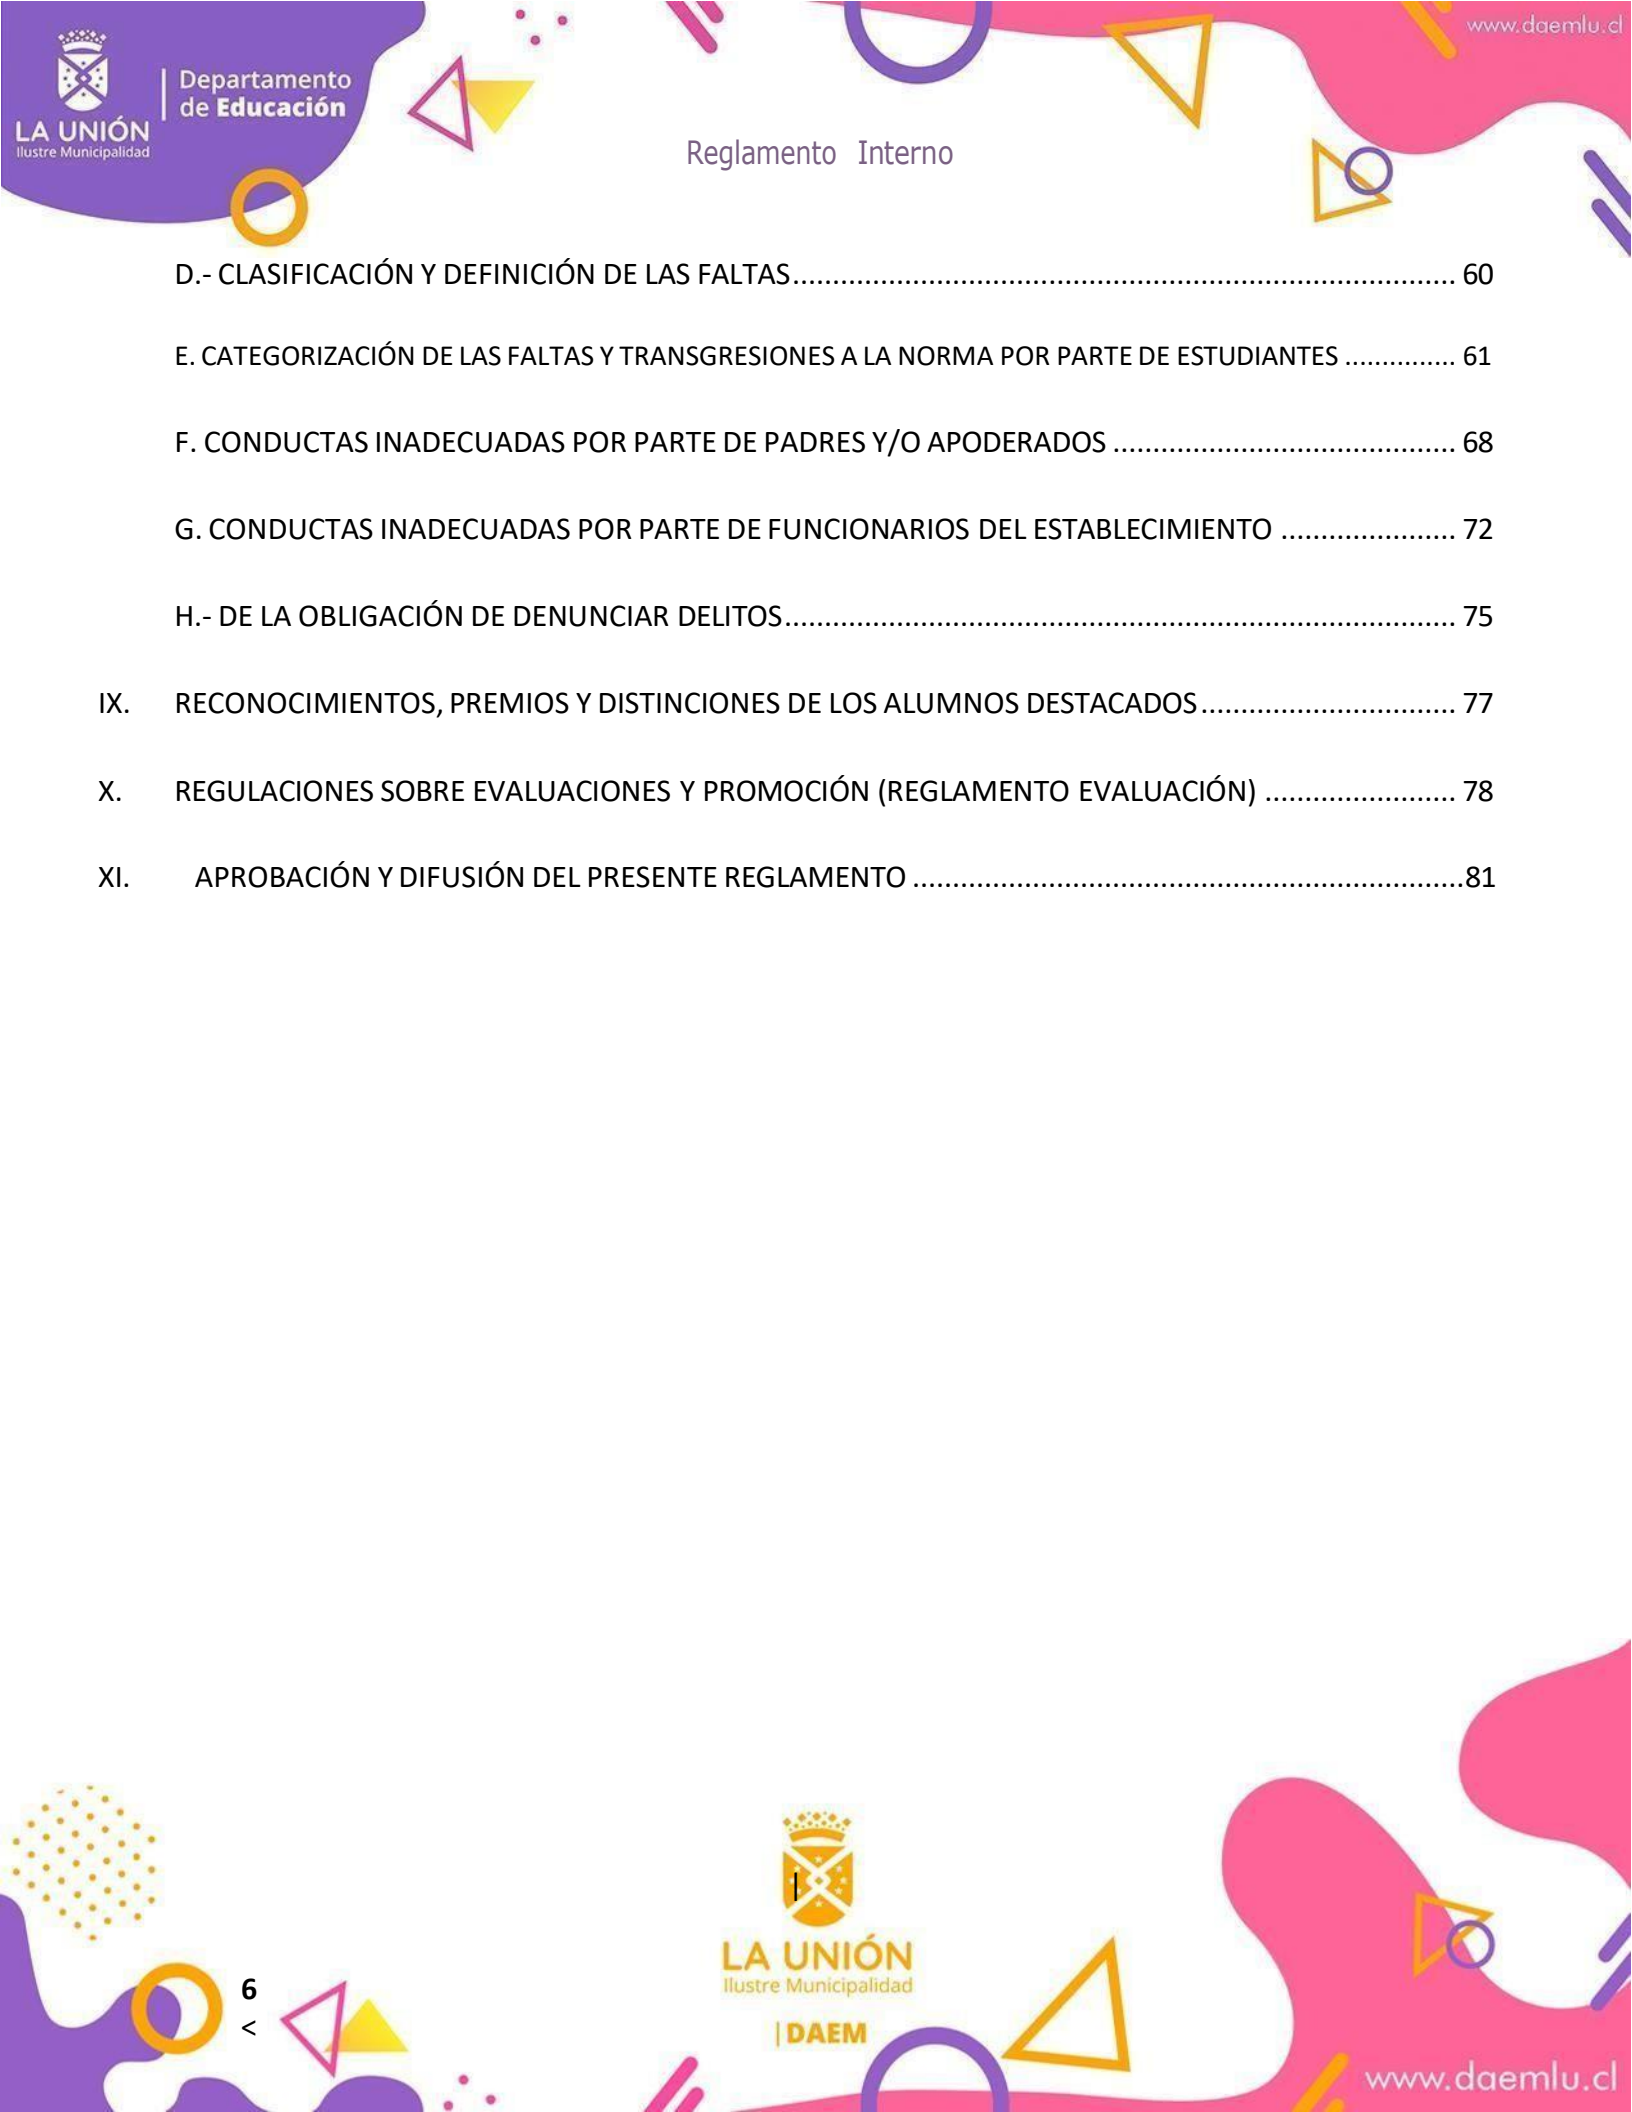 www.daemlu.cl
Departamento
de Educación
LA UNIÓN
Ilustre Municipalidad
Reglamento Interno
D.- CLASIFICACIÓN Y DEFINICIÓN DE LAS FALTAS................................................................................... 60
E. CATEGORIZACIÓN DE LAS FALTAS Y TRANSGRESIONES A LA NORMA POR PARTE DE ESTUDIANTES ............... 61
F. CONDUCTAS INADECUADAS POR PARTE DE PADRES Y/O APODERADOS ........................................... 68
G. CONDUCTAS INADECUADAS POR PARTE DE FUNCIONARIOS DEL ESTABLECIMIENTO ...................... 72
H.- DE LA OBLIGACIÓN DE DENUNCIAR DELITOS.................................................................................... 75
IX. RECONOCIMIENTOS, PREMIOS Y DISTINCIONES DE LOS ALUMNOS DESTACADOS................................ 77
X. REGULACIONES SOBRE EVALUACIONES Y PROMOCIÓN (REGLAMENTO EVALUACIÓN) ........................ 78
XI. APROBACIÓN Y DIFUSIÓN DEL PRESENTE REGLAMENTO .....................................................................81
|
LA UNIÓN
Ilustre Municipalidad
|DAEM
6
<
www.daemlu.cl